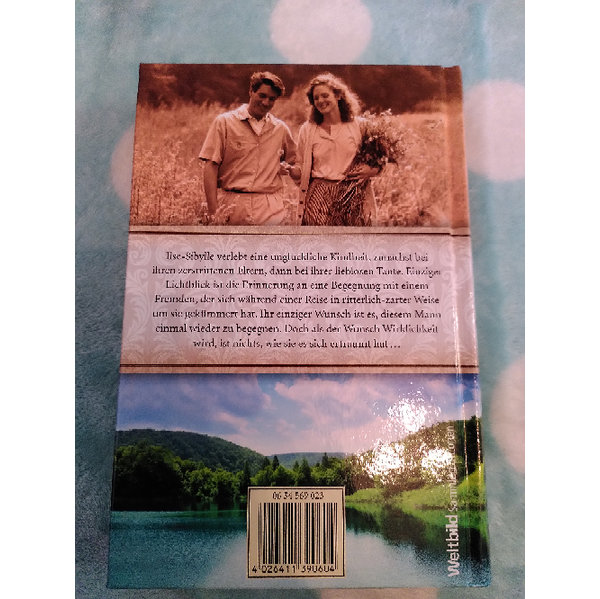 Ilse-Sibylle verlebt eine unglückliche Kindheit, zunächst bei
ihren zerstrittenen Eltern, dann bei ihrer lieblosen Tante. Einziger
Lichtblick ist die Erinnerung an eine Begegnung mit einem
Fremden, der sich während einer Reise in ritterlich-zarter Weise
um sie gekümmert hat. Ihr einziger Wunsch ist es, diesem Mann
einmal wieder zu begegnen. Doch als der Wunsch Wirklichkeit
wird, ist nichts, wie sie es sich erträumt hat …
06 54 569 023
4 026411 390604
Weltbild